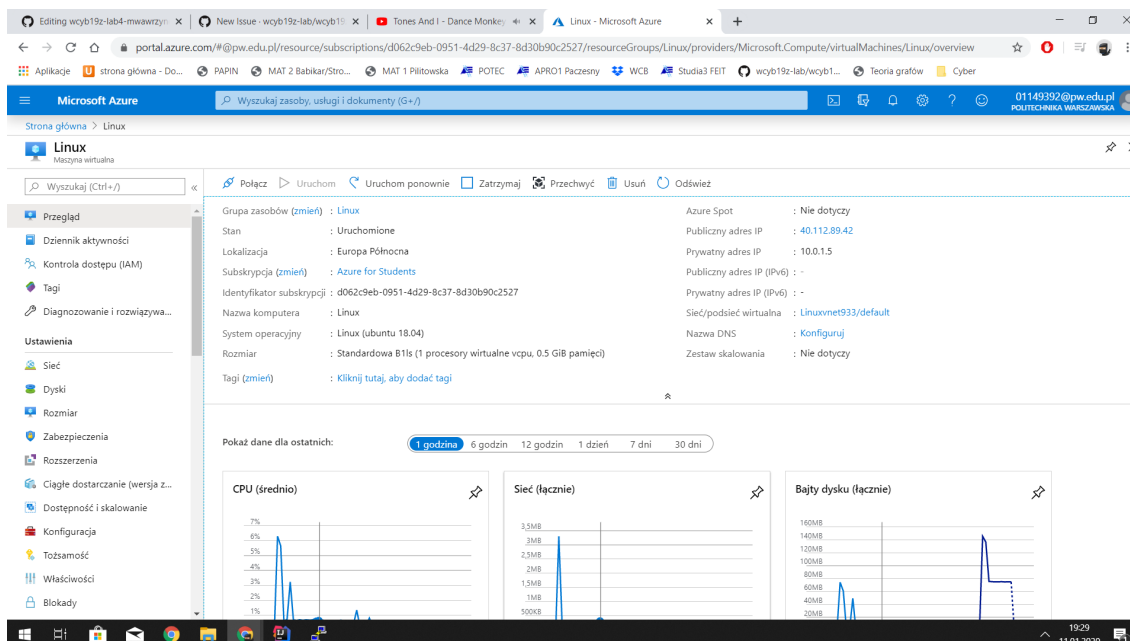 Editing wcyb19z-lab4-mwawrzyn
New Issue · wcyb19z-lab/wcyb19
Tones And I - Dance Monkey
Linux - Microsoft Azure
portal.azure.com/#@pw.edu.pl/resource/subscriptions/d062c9eb-0951-4d29-8c37-8d30b90c2527/resourceGroups/Linux/providers/Microsoft.Compute/virtualMachines/Linux/overview
Aplikacje strona główna - Do... PAPIN MAT 2 Babikar/Stro... MAT 1 Pilitowska POTEC APRO1 Paczesny WCB Studia3 FEIT wcyb19z-lab/wcyb1... Teoria grafów Cyber
Microsoft Azure
Wyszukaj zasoby, usługi i dokumenty (G+/)
01149392@pw.edu.pl
POLITECHNIKA WARSZAWSKA
Strona główna > Linux
Linux
Maszyna wirtualna
Wyszukaj (Ctrl+/)
Połącz Uruchom Uruchom ponownie Zatrzymaj Przechwyć Usuń Odśwież
Przegląd
Dziennik aktywności
Kontrola dostępu (IAM)
Tagi
Diagnozowanie i rozwiązywa...
Ustawienia
Sieć
Dyski
Rozmiar
Zabezpieczenia
Rozszerzenia
Ciągłe dostarczanie (wersja z...
Dostępność i skalowanie
Konfiguracja
Tożsamość
Właściwości
Blokady
Grupa zasobów (zmień) : Linux
Stan : Uruchomione
Lokalizacja : Europa Północna
Subskrypcja (zmień) : Azure for Students
Identyfikator subskrypcji : d062c9eb-0951-4d29-8c37-8d30b90c2527
Nazwa komputera : Linux
System operacyjny : Linux (ubuntu 18.04)
Rozmiar : Standardowa B1ls (1 procesory wirtualne vcpu, 0.5 GiB pamięci)
Tagi (zmień) : Kliknij tutaj, aby dodać tagi
Azure Spot : Nie dotyczy
Publiczny adres IP : 40.112.89.42
Prywatny adres IP : 10.0.1.5
Publiczny adres IP (IPv6) : -
Prywatny adres IP (IPv6) : -
Sieć/podsieć wirtualna : Linuxvnet933/default
Nazwa DNS : Konfiguruj
Zestaw skalowania : Nie dotyczy
Pokaż dane dla ostatnich: 1 godzina 6 godzin 12 godzin 1 dzień 7 dni 30 dni
CPU (średnio)
7%
6%
5%
4%
3%
2%
1%
Sieć (łącznie)
3,5MB
3MB
2,5MB
2MB
1,5MB
1MB
500KB
Bajty dysku (łącznie)
160MB
140MB
120MB
100MB
80MB
60MB
40MB
20MB
19:29
11.01.2020